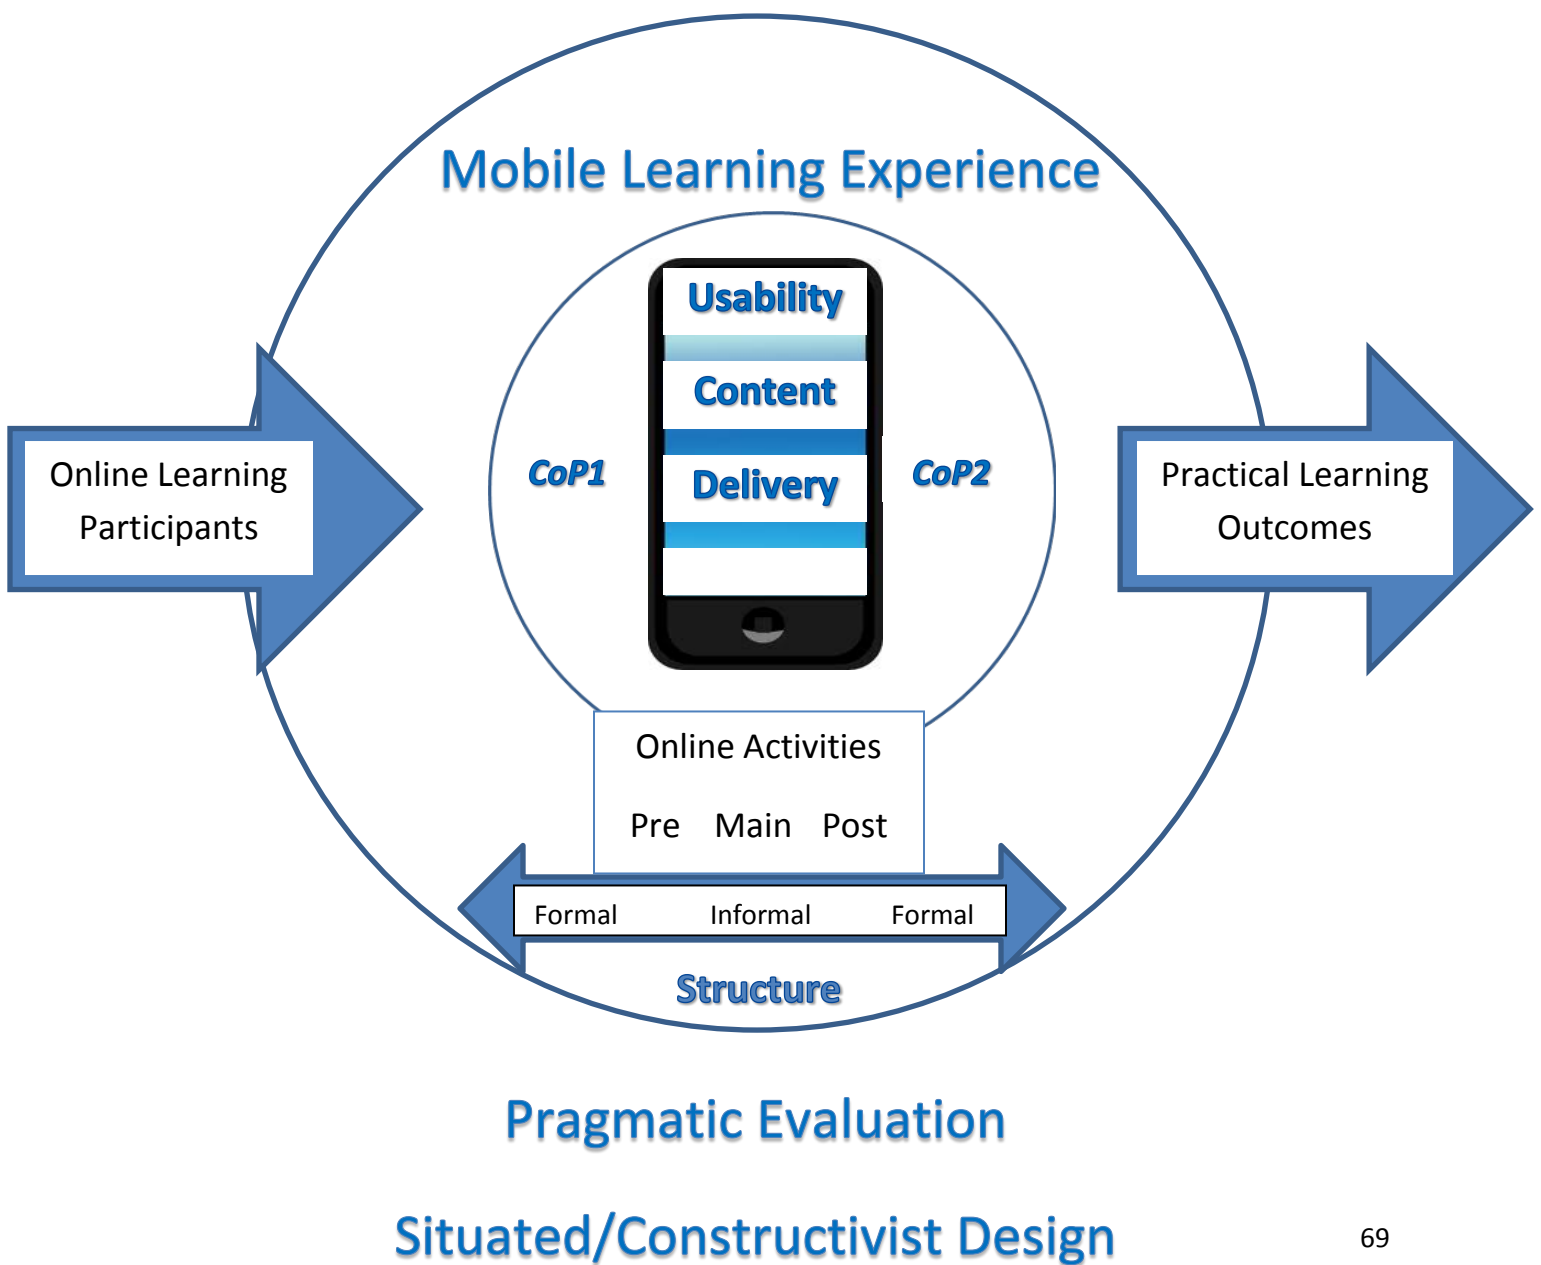 Mobile Learning Experience
Usability
Content
Delivery
CoP1
CoP2
Online Learning
Participants
Practical Learning
Outcomes
Online Activities
Pre Main Post
Formal Informal Formal
Structure
Pragmatic Evaluation
Situated/Constructivist Design
69